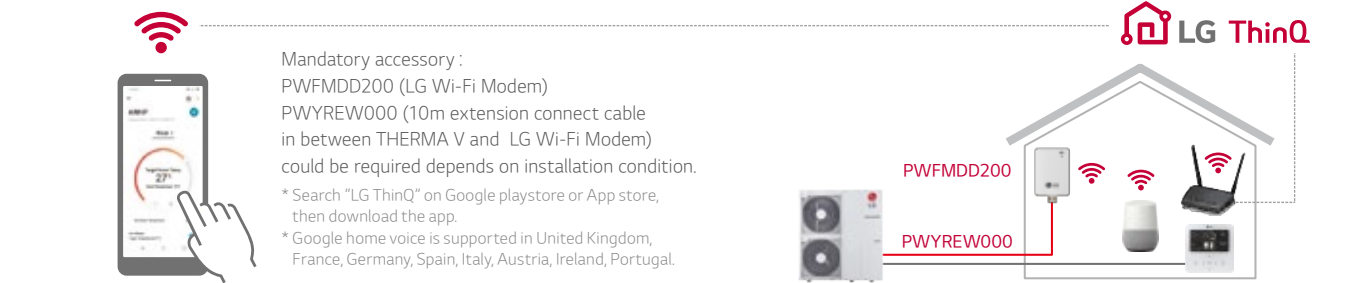 LG ThinQ
Mandatory accessory :
PWFMDD200 (LG Wi-Fi Modem)
PWYREW000 (10m extension connect cable
in between THERMA V and LG Wi-Fi Modem)
could be required depends on installation condition.
* Search "LG ThinQ" on Google playstore or App store,
then download the app.
* Google home voice is supported in United Kingdom,
France, Germany, Spain, Italy, Austria, Ireland, Portugal.
27
PWFMDD200
LG
PWYREW000